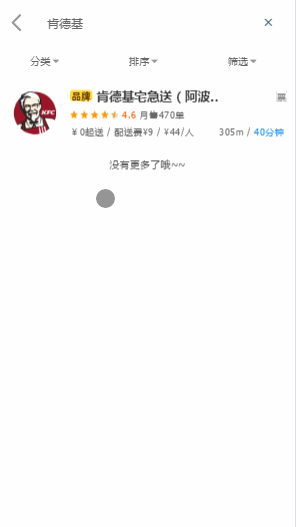 肯德基 ×
分类 排序 筛选
品牌 肯德基宅急送（阿波..
KFC
4.6 月售470单
¥0起送 / 配送费¥9 / ¥44/人 305m / 40分钟
没有更多了哦~~